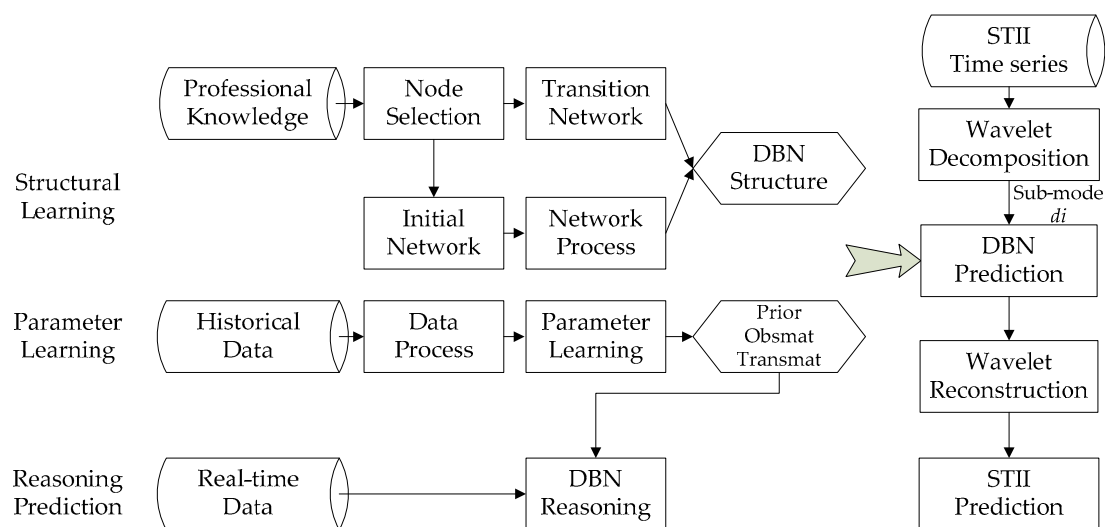 Structural
Learning
Professional
Knowledge
Node
Selection
Transition
Network
Initial
Network
Network
Process
DBN
Structure
Parameter
Learning
Historical
Data
Data
Process
Parameter
Learning
Prior
Obsmat
Transmat
Reasoning
Prediction
Real-time
Data
DBN
Reasoning
STII
Time series
Wavelet
Decomposition
Sub-mode
di
DBN
Prediction
Wavelet
Reconstruction
STII
Prediction